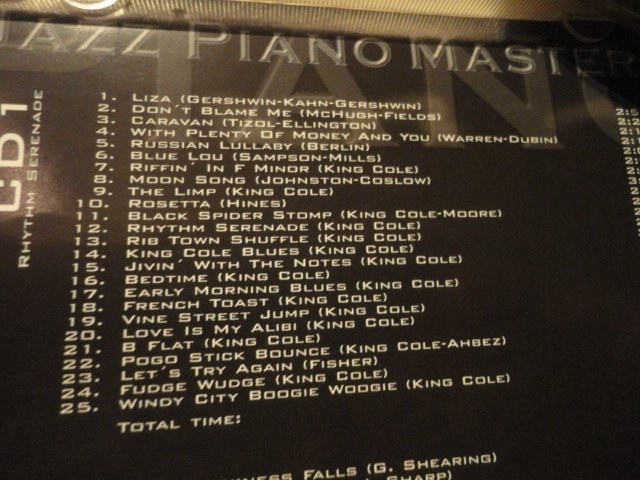 JAZZ PIANO MASTER
CD1
RHYTHM SERENADE
1. LIZA (GERSHWIN-KAHN-GERSHWIN)
2. DON'T BLAME ME (MCHUGH-FIELDS)
3. CARAVAN (TIZOL-ELLINGTON)
4. WITH PLENTY OF MONEY AND YOU (WARREN-DUBIN)
5. RUSSIAN LULLABY (BERLIN)
6. BLUE LOU (SAMPSON-MILLS)
7. RIFFIN' IN F MINOR (KING COLE)
8. MOON SONG (JOHNSTON-COSLOW)
9. THE LIMP (KING COLE)
10. ROSETTA (HINES)
11. BLACK SPIDER STOMP (KING COLE-MOORE)
12. RHYTHM SERENADE (KING COLE)
13. RIB TOWN SHUFFLE (KING COLE)
14. KING COLE BLUES (KING COLE)
15. JIVIN' WITH THE NOTES (KING COLE)
16. BEDTIME (KING COLE)
17. EARLY MORNING BLUES (KING COLE)
18. FRENCH TOAST (KING COLE)
19. VINE STREET JUMP (KING COLE)
20. LOVE IS MY ALIBI (KING COLE)
21. B FLAT (KING COLE)
22. POGO STICK BOUNCE (KING COLE-AHBEZ)
23. LET'S TRY AGAIN (FISHER)
24. FUDGE WUDGE (KING COLE)
25. WINDY CITY BOOGIE WOOGIE (KING COLE)
TOTAL TIME:
FALLS (G. SHEARING)
SHARP)